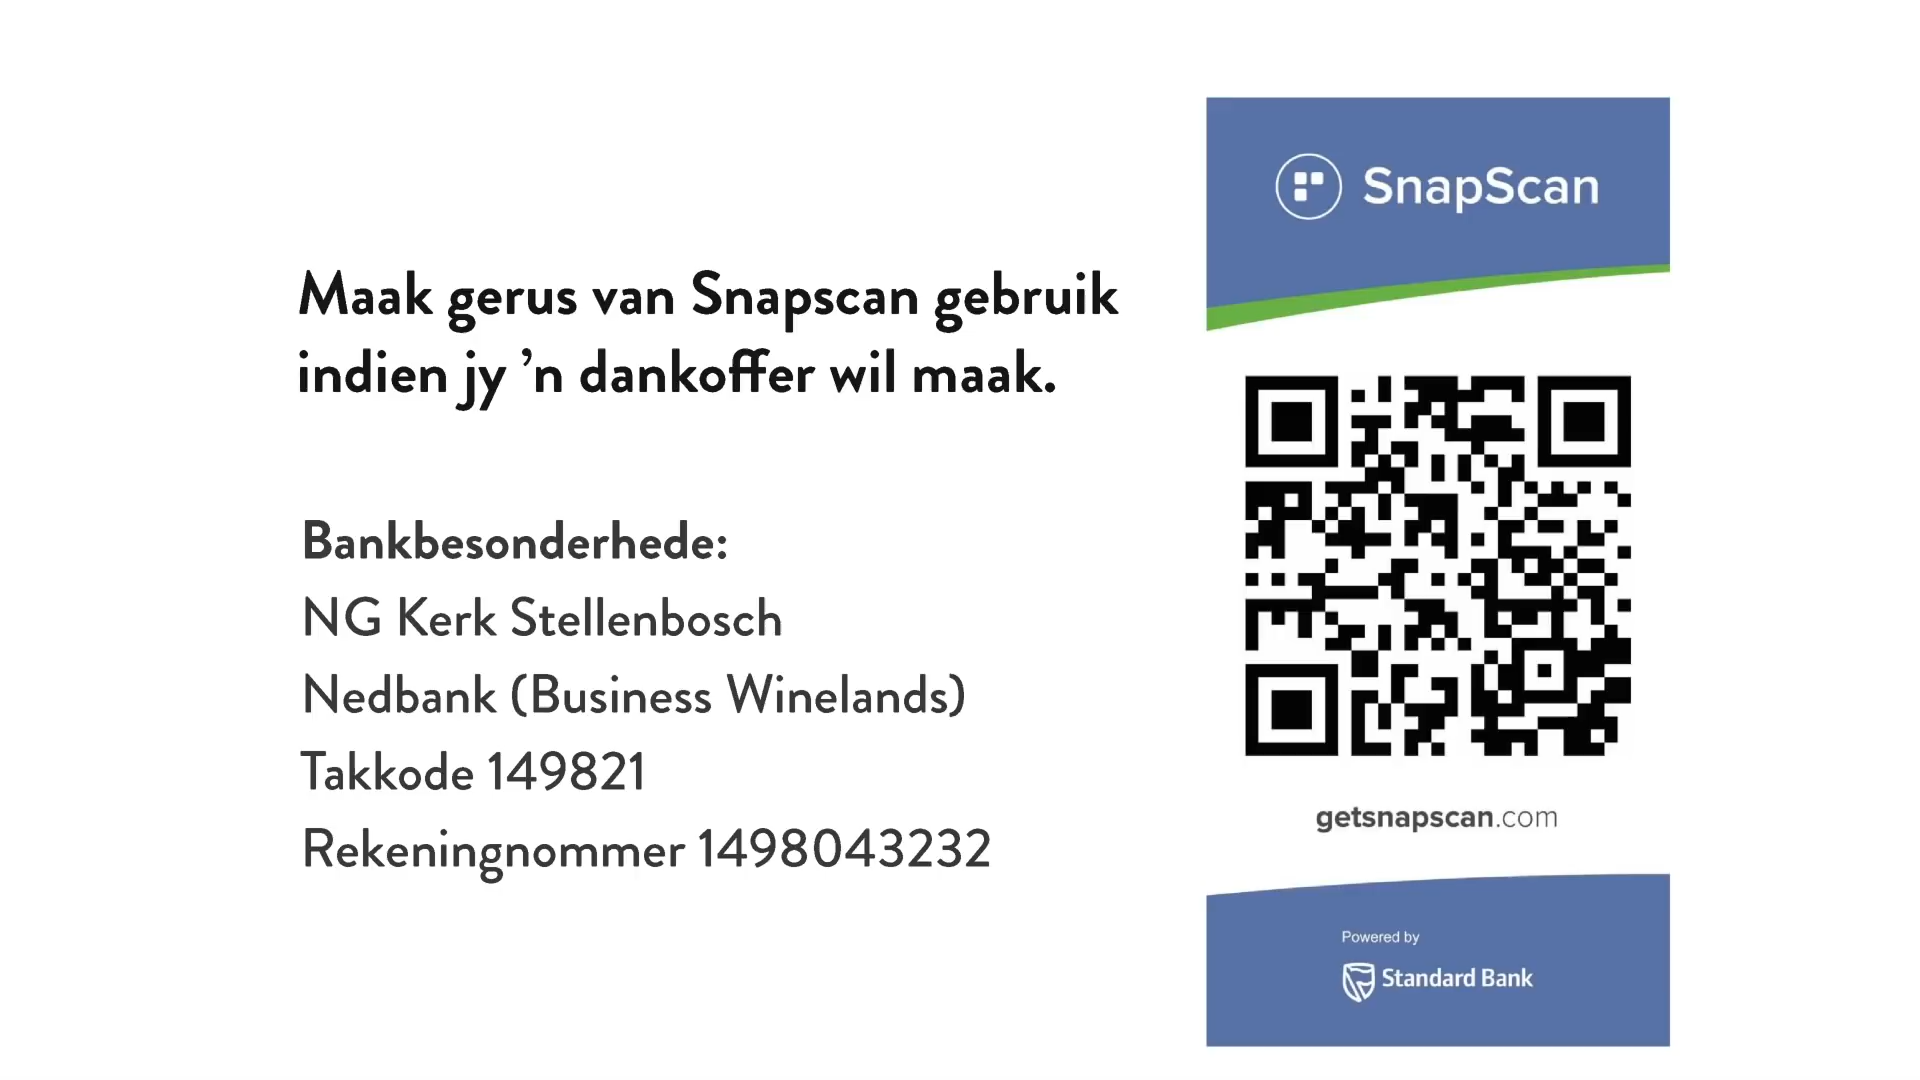 Maak gerus van Snapscan gebruik
indien jy ’n dankoffer wil maak.
Bankbesonderhede:
NG Kerk Stellenbosch
Nedbank (Business Winelands)
Takkode 149821
Rekeningnommer 1498043232
SnapScan
getsnapscan.com
Powered by
Standard Bank